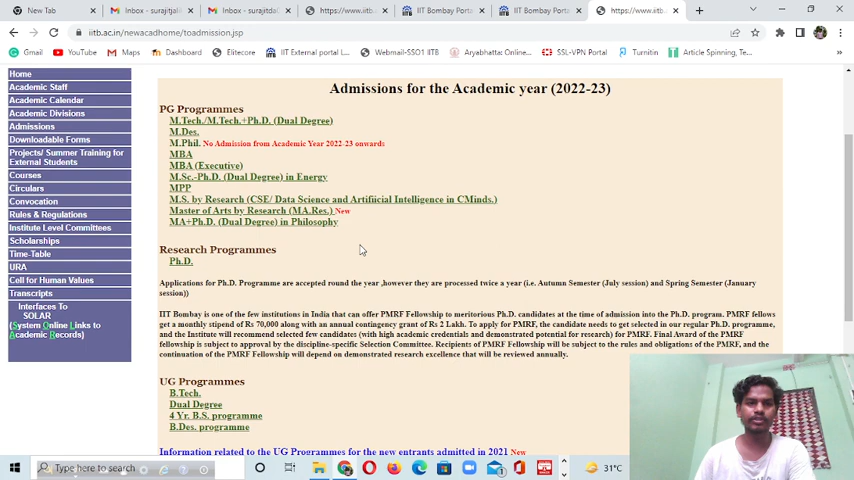 New Tab
Inbox - surajitjal
Inbox - surajitdo
https://www.iitb
IIT Bombay Porta
IIT Bombay Porta
https://www.iitb.
iitb.ac.in/newacadhome/toadmission.jsp
Gmail
YouTube
Maps
Dashboard
Elitecore
IIT External portal I...
Webmail-SSO1 IITB
Aryabhatta: Online...
SSL-VPN Portal
Turnitin
Article Spinning, Te...
Home
Academic Staff
Academic Calendar
Academic Divisions
Admissions
Downloadable Forms
Projects/ Summer Training for
External Students
Courses
Circulars
Convocation
Rules & Regulations
Institute Level Committees
Scholarships
Time-Table
URA
Cell for Human Values
Transcripts
Interfaces To
SOLAR
(System Online Links to
Academic Records)
Admissions for the Academic year (2022-23)
PG Programmes
M.Tech./M.Tech.+Ph.D. (Dual Degree)
M.Des.
M.Phil. No Admission from Academic Year 2022-23 onwards
MBA
MBA (Executive)
M.Sc.-Ph.D. (Dual Degree) in Energy
MPP
M.S. by Research (CSE/ Data Science and Artifiicial Intelligence in CMinds.)
Master of Arts by Research (MA.Res.) New
MA+Ph.D. (Dual Degree) in Philosophy
Research Programmes
Ph.D.
Applications for Ph.D. Programme are accepted round the year ,however they are processed twice a year (i.e. Autumn Semester (July session) and Spring Semester (January
session))
IIT Bombay is one of the few institutions in India that can offer PMRF Fellowship to meritorious Ph.D. candidates at the time of admission into the Ph.D. program. PMRF fellows
get a monthly stipend of Rs 70,000 along with an annual contingency grant of Rs 2 Lakh. To apply for PMRF, the candidate needs to get selected in our regular Ph.D. programme,
and the Institute will recommend selected few candidates (with high academic credentials and demonstrated potential for research) for PMRF. Final Award of the PMRF
fellowship is subject to approval by the discipline-specific Selection Committee. Recipients of PMRF Fellowship will be subject to the rules and obligations of the PMRF, and the
continuation of the PMRF Fellowship will depend on demonstrated research excellence that will be reviewed annually.
UG Programmes
B.Tech.
Dual Degree
4 Yr. B.S. programme
B.Des. programme
Information related to the UG Programmes for the new entrants admitted in 2021 New
Type here to search
31°C